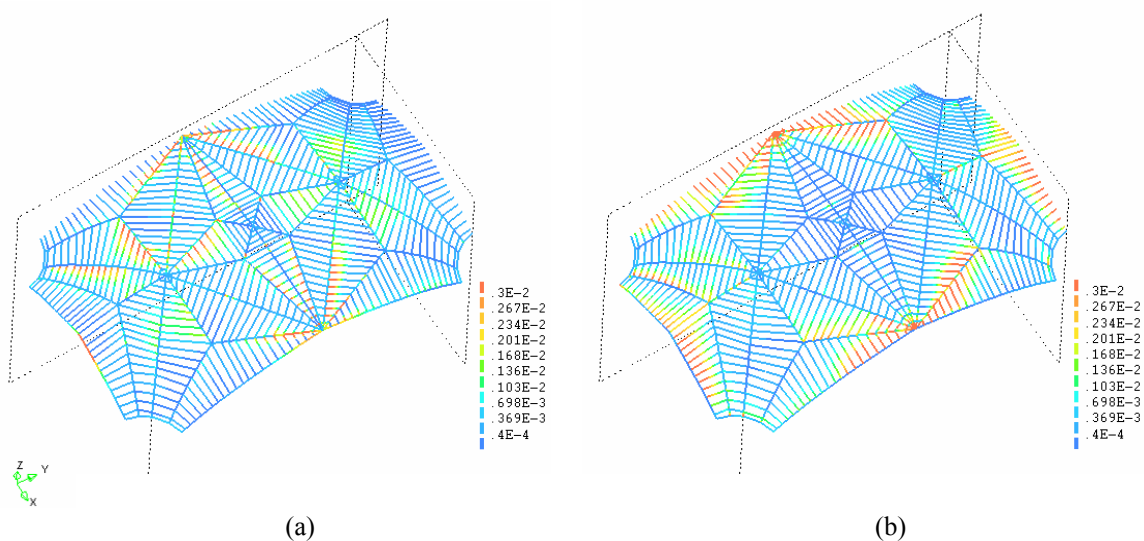 .3E-2
.267E-2
.234E-2
.201E-2
.168E-2
.136E-2
.103E-2
.698E-3
.369E-3
.4E-4
Z
Y
X
(a)
.3E-2
.267E-2
.234E-2
.201E-2
.168E-2
.136E-2
.103E-2
.698E-3
.369E-3
.4E-4
(b)